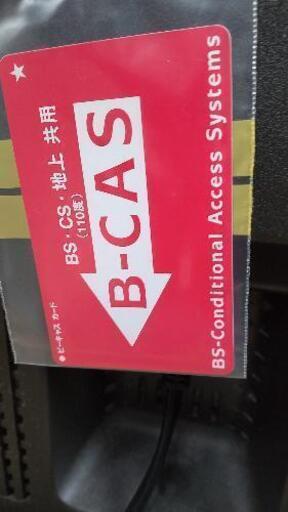 ★
BS・CS・地上 共用
(110度)
B-CAS
BS-Conditional Access Systems
● ビーキャス カード